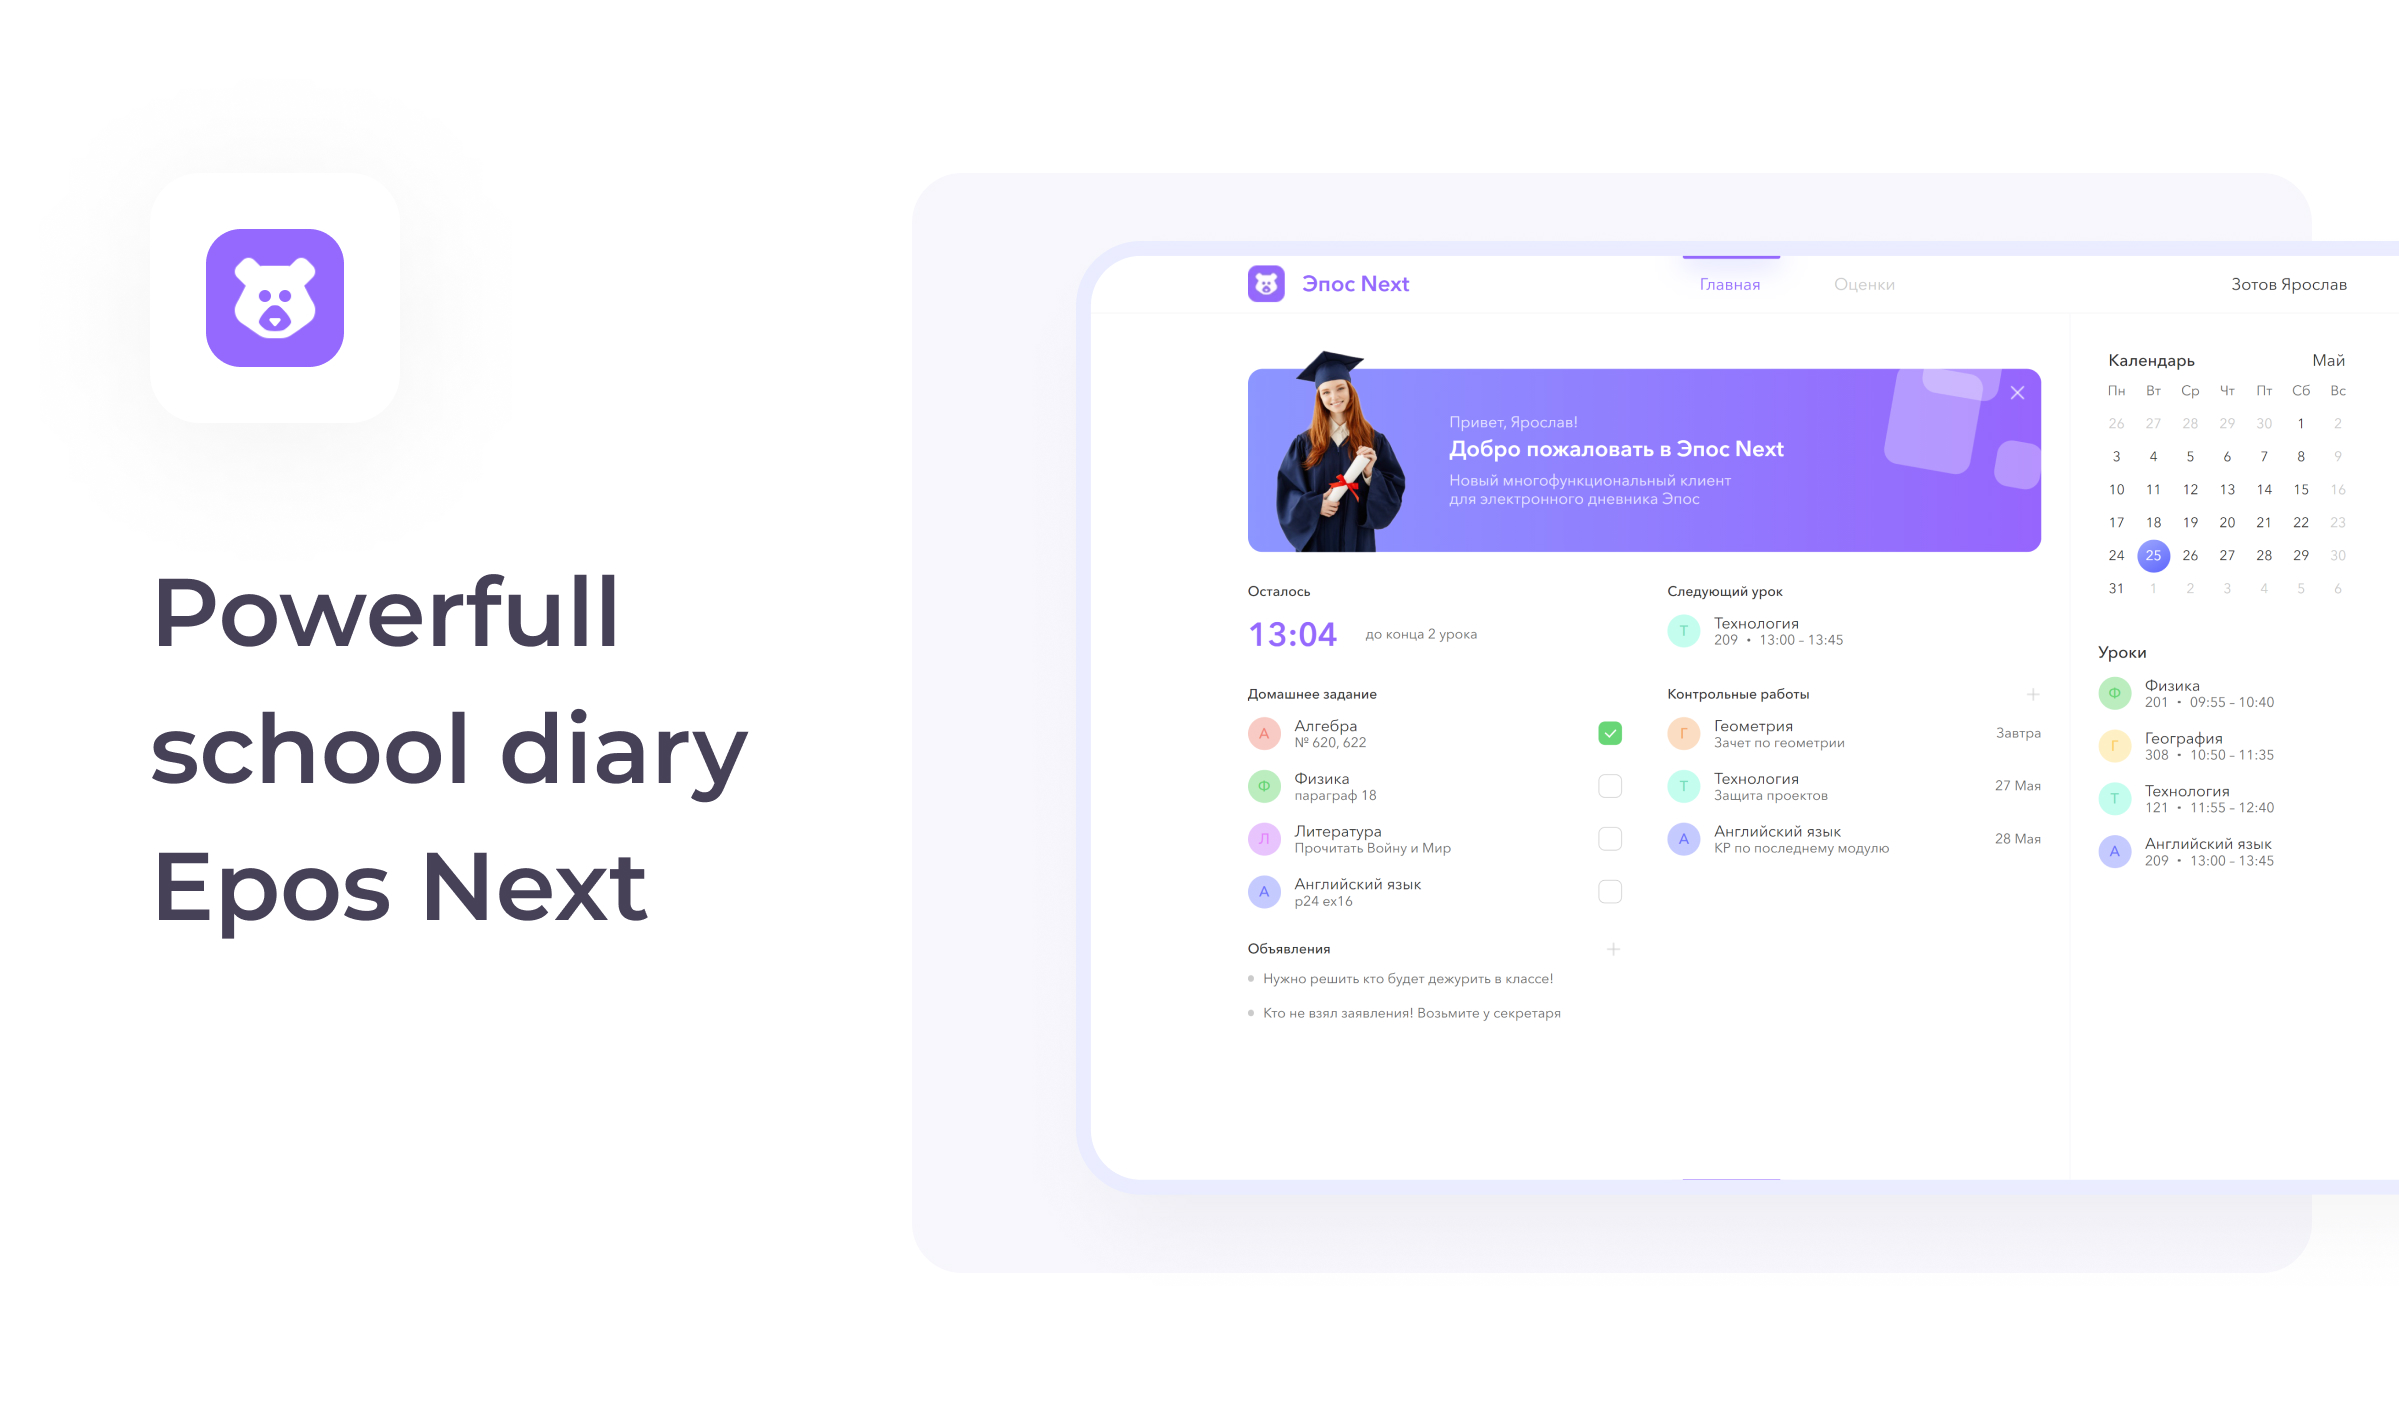 Powerfull
school diary
Epos Next
Эпос Next
Главная
Оценки
Зотов Ярослав
Привет, Ярослав!
Добро пожаловать в Эпос Next
Новый многофункциональный клиент
для электронного дневника Эпос
Осталось
13:04 до конца 2 урока
Следующий урок
Т
Технология
209 • 13:00 – 13:45
Домашнее задание
А
Алгебра
№ 620, 622
Ф
Физика
параграф 18
Л
Литература
Прочитать Войну и Мир
А
Английский язык
p24 ex16
Контрольные работы
Г
Геометрия
Зачет по геометрии
Завтра
Т
Технология
Защита проектов
27 Мая
А
Английский язык
КР по последнему модулю
28 Мая
Объявления
Нужно решить кто будет дежурить в классе!
Кто не взял заявления! Возьмите у секретаря
Календарь Май
Пн Вт Ср Чт Пт Сб Вс
26 27 28 29 30 1 2
3 4 5 6 7 8 9
10 11 12 13 14 15 16
17 18 19 20 21 22 23
24 25 26 27 28 29 30
31 1 2 3 4 5 6
Уроки
Ф
Физика
201 • 09:55 – 10:40
Г
География
308 • 10:50 – 11:35
Т
Технология
121 • 11:55 – 12:40
А
Английский язык
209 • 13:00 – 13:45